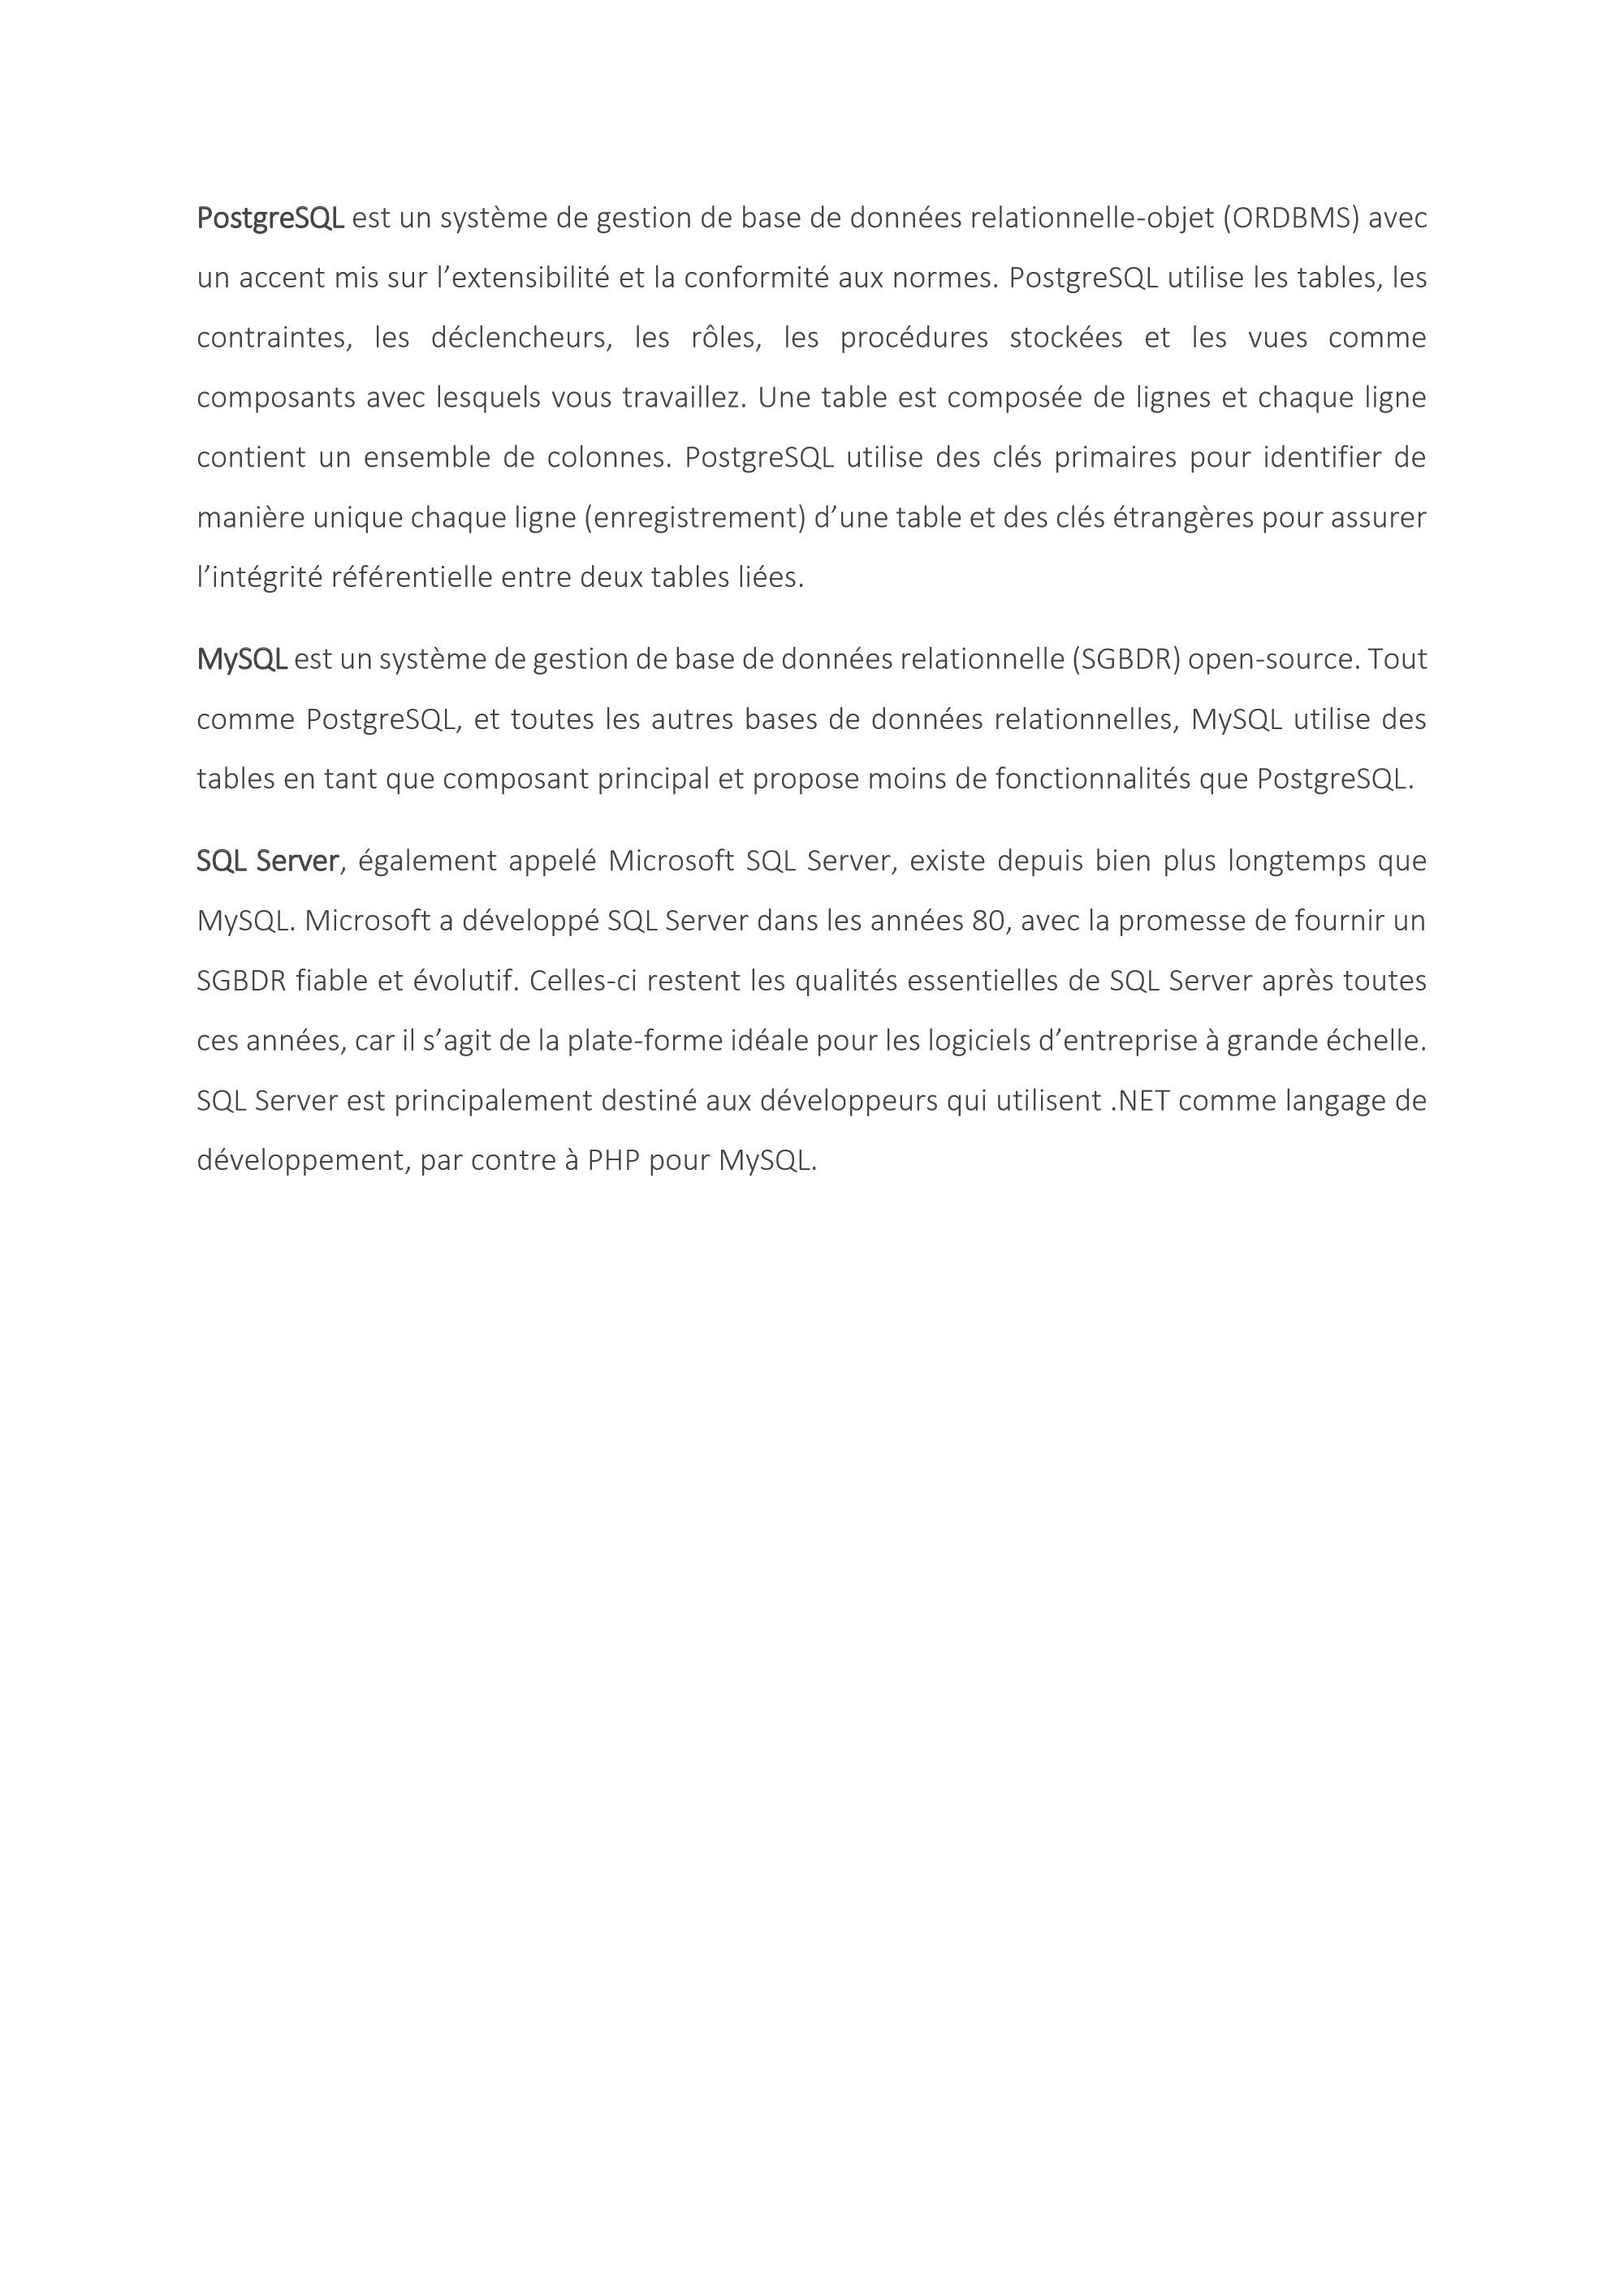 PostgreSQL est un système de gestion de base de données relationnelle-objet (ORDBMS) avec
un accent mis sur l’extensibilité et la conformité aux normes. PostgreSQL utilise les tables, les
contraintes, les déclencheurs, les rôles, les procédures stockées et les vues comme
composants avec lesquels vous travaillez. Une table est composée de lignes et chaque ligne
contient un ensemble de colonnes. PostgreSQL utilise des clés primaires pour identifier de
manière unique chaque ligne (enregistrement) d’une table et des clés étrangères pour assurer
l’intégrité référentielle entre deux tables liées.
MySQL est un système de gestion de base de données relationnelle (SGBDR) open-source. Tout
comme PostgreSQL, et toutes les autres bases de données relationnelles, MySQL utilise des
tables en tant que composant principal et propose moins de fonctionnalités que PostgreSQL.
SQL Server, également appelé Microsoft SQL Server, existe depuis bien plus longtemps que
MySQL. Microsoft a développé SQL Server dans les années 80, avec la promesse de fournir un
SGBDR fiable et évolutif. Celles-ci restent les qualités essentielles de SQL Server après toutes
ces années, car il s’agit de la plate-forme idéale pour les logiciels d’entreprise à grande échelle.
SQL Server est principalement destiné aux développeurs qui utilisent .NET comme langage de
développement, par contre à PHP pour MySQL.